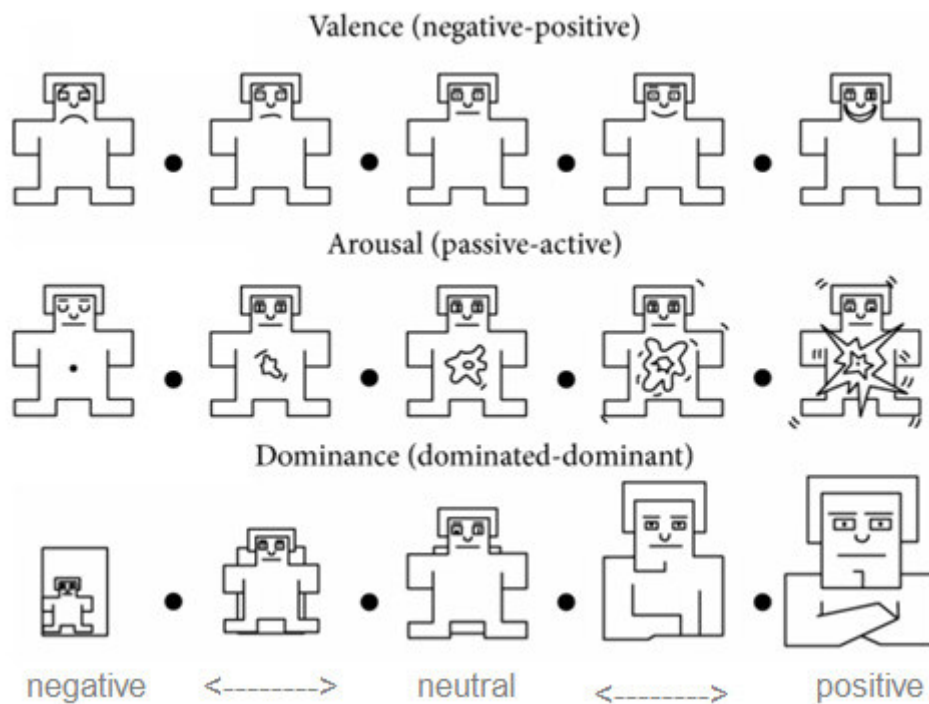 Valence (negative-positive)
Arousal (passive-active)
Dominance (dominated-dominant)
negative <--------> neutral <--------> positive